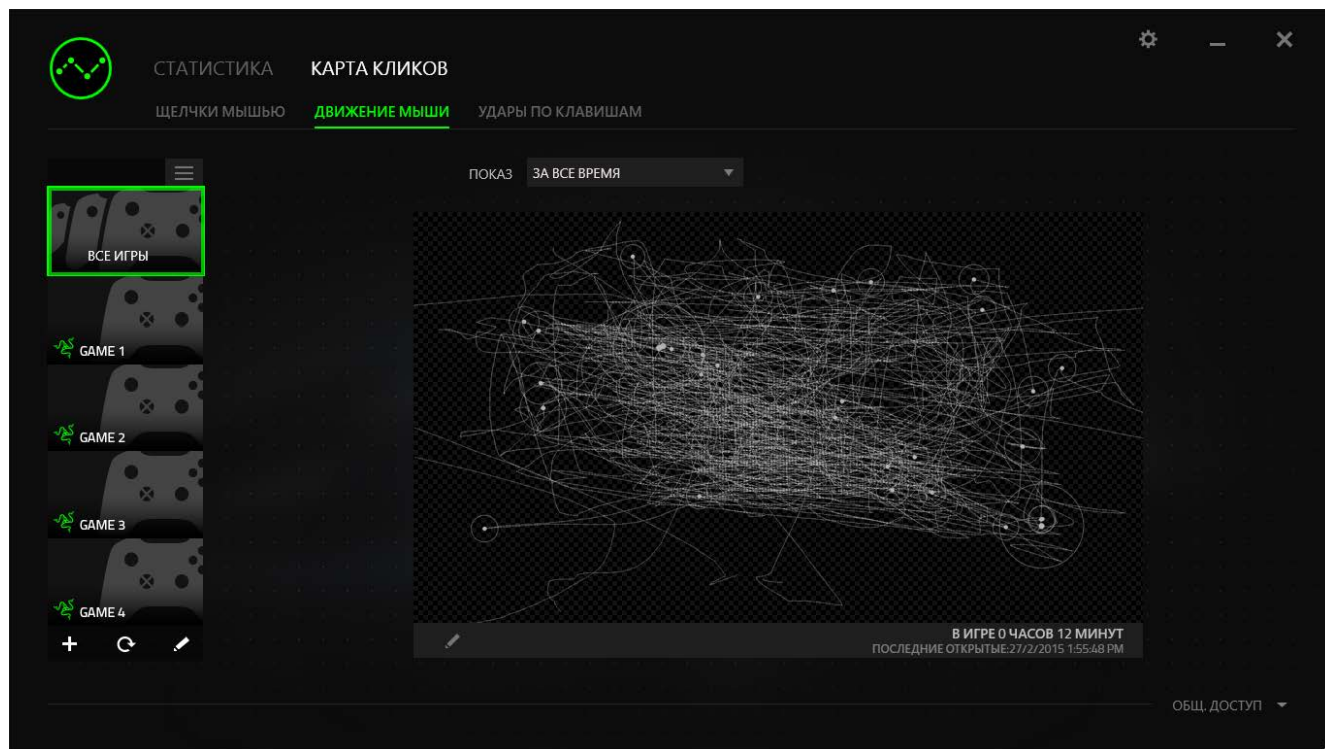 СТАТИСТИКА КАРТА КЛИКОВ
ЩЕЛЧКИ МЫШЬЮ ДВИЖЕНИЕ МЫШИ УДАРЫ ПО КЛАВИШАМ
ПОКАЗ ЗА ВСЕ ВРЕМЯ
ВСЕ ИГРЫ
GAME 1
GAME 2
GAME 3
GAME 4
В ИГРЕ 0 ЧАСОВ 12 МИНУТ
ПОСЛЕДНИЕ ОТКРЫТЫЕ:27/2/2015 1:55:48 PM
ОБЩ. ДОСТУП